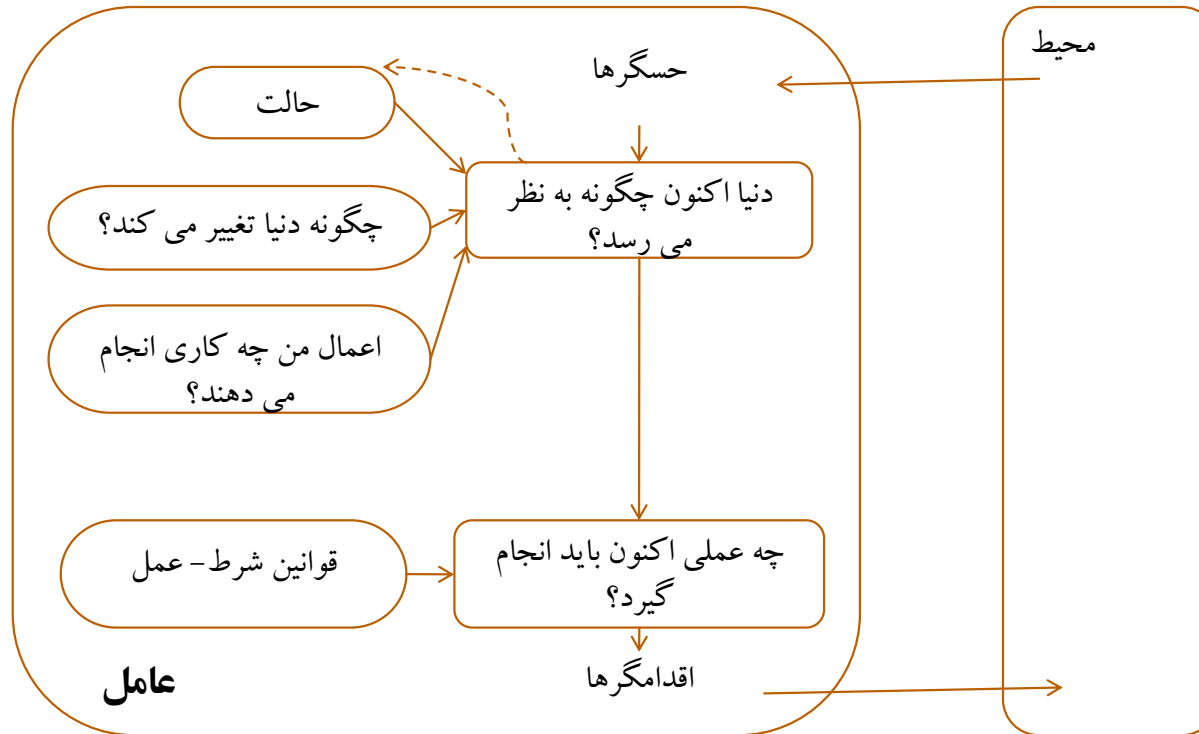 محیط
حسگرها
حالت
دنیا اکنون چگونه به نظر
می رسد؟
چگونه دنیا تغییر می کند؟
اعمال من چه کاری انجام
می دهند؟
چه عملی اکنون باید انجام
گیرد؟
قوانین شرط- عمل
اقدامگرها
عامل